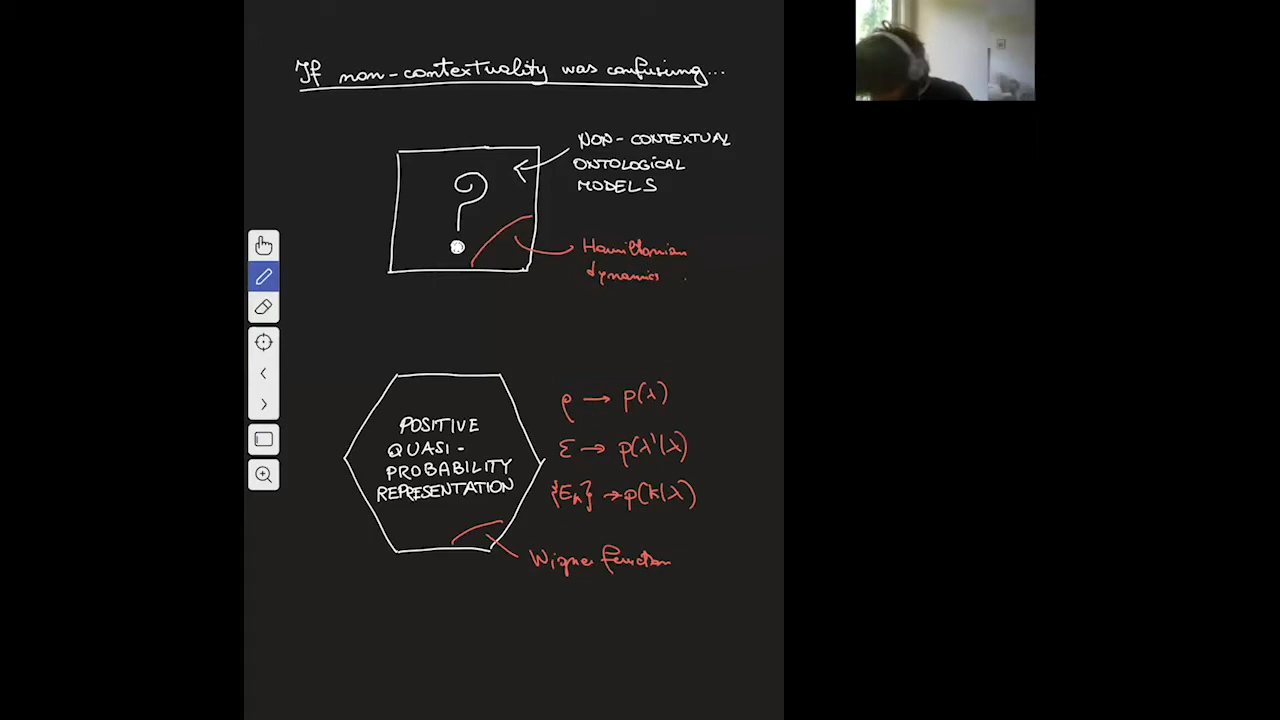 If non-contextuality was confusing...
NON-CONTEXTUAL
ONTOLOGICAL
MODELS
?
Hamiltonian
dynamics
POSITIVE
QUASI-
PROBABILITY
REPRESENTATION
ρ → p(λ)
Ɛ → p(λ'|λ)
{E_k} → p(k|λ)
Wigner function